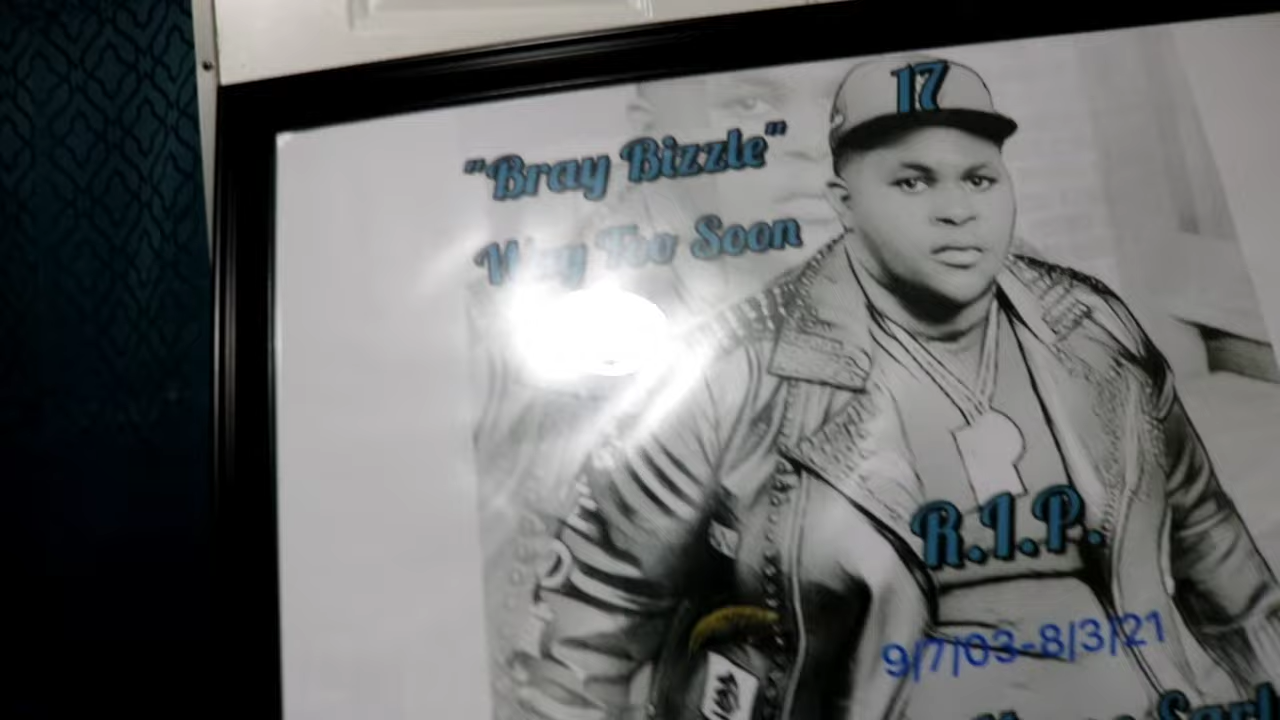 17
"Bray Bizzle"
Way Too Soon
R.I.P.
9/7/03-8/3/21